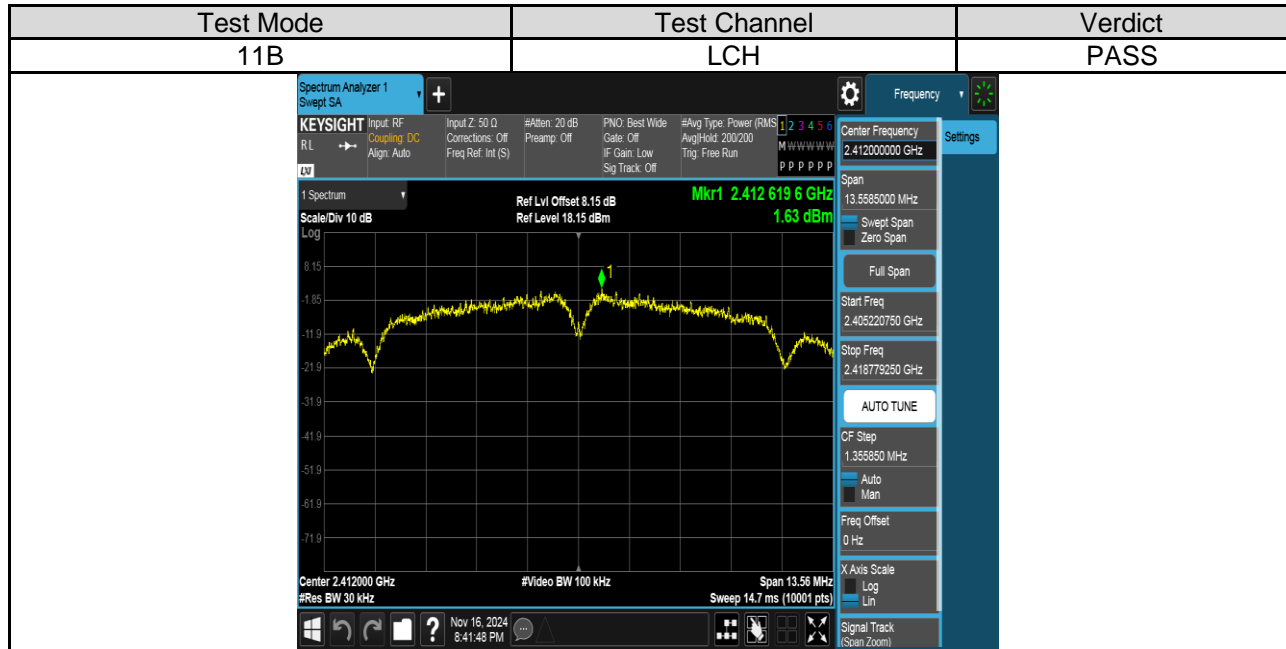 Test Mode Test Channel Verdict
11B LCH PASS
Spectrum Analyzer 1
Swept SA
+
Frequency
KEYSIGHT
RL
LXI
Input: RF
Coupling: DC
Align: Auto
Input Z: 50 Ω
Corrections: Off
Freq Ref: Int (S)
#Atten: 20 dB
Preamp: Off
PNO: Best Wide
Gate: Off
IF Gain: Low
Sig Track: Off
#Avg Type: Power (RMS
Avg|Hold: 200/200
Trig: Free Run
1 2 3 4 5 6
M W W W W W
P P P P P P
Center Frequency
2.412000000 GHz
Settings
Span
13.5585000 MHz
Swept Span
Zero Span
Full Span
Start Freq
2.405220750 GHz
Stop Freq
2.418779250 GHz
AUTO TUNE
CF Step
1.355850 MHz
Auto
Man
Freq Offset
0 Hz
X Axis Scale
Log
Lin
Signal Track
(Span Zoom)
1 Spectrum
Scale/Div 10 dB
Log
Ref Lvl Offset 8.15 dB
Ref Level 18.15 dBm
Mkr1 2.412 619 6 GHz
1.63 dBm
1
8.15
-1.85
-11.9
-21.9
-31.9
-41.9
-51.9
-61.9
-71.9
Center 2.412000 GHz
#Res BW 30 kHz
#Video BW 100 kHz
Span 13.56 MHz
Sweep 14.7 ms (10001 pts)
?
Nov 16, 2024
8:41:48 PM